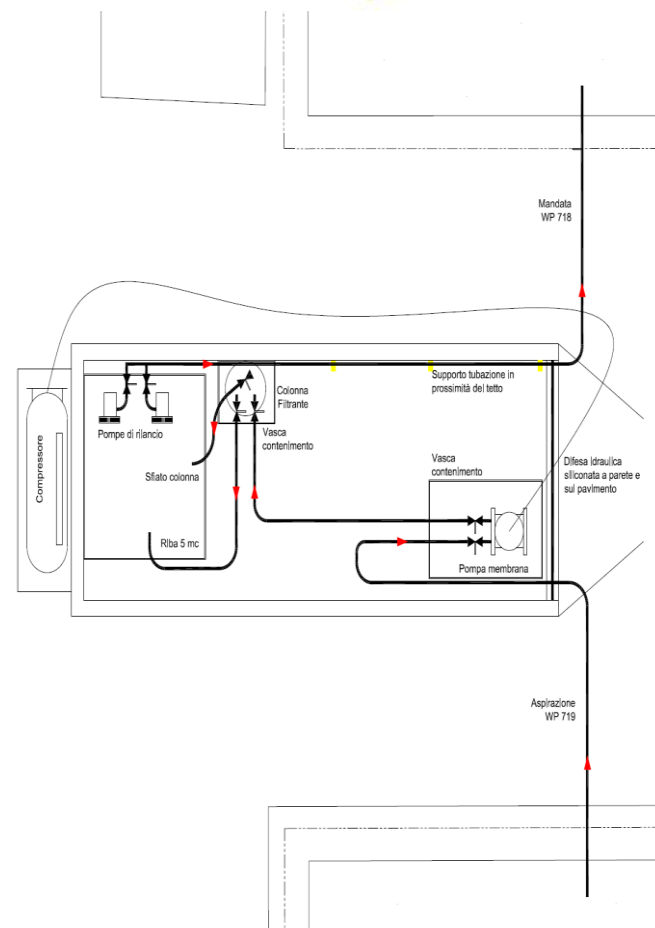 Mandata
WP 718
Supporto tubazione in
prossimità del tetto
Colonna
Filtrante
Pompe di rilancio
Vasca
contenimento
Compressore
Sfiato colonna
Vasca
contenimento
Difesa idraulica
siliconata a parete e
sul pavimento
Riba 5 mc
Pompa membrana
Aspirazione
WP 719